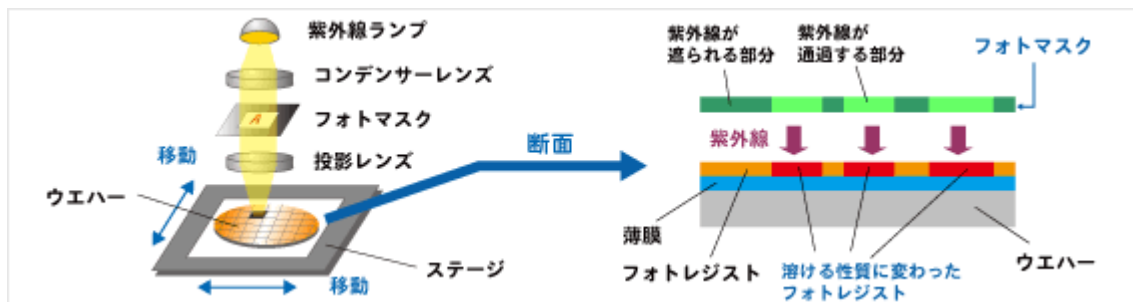 紫外線ランプ
コンデンサーレンズ
A
フォトマスク
投影レンズ
移動
ウエハー
ステージ
移動
断面
紫外線が
遮られる部分
紫外線が
通過する部分
フォトマスク
紫外線
薄膜
フォトレジスト
溶ける性質に変わった
フォトレジスト
ウエハー